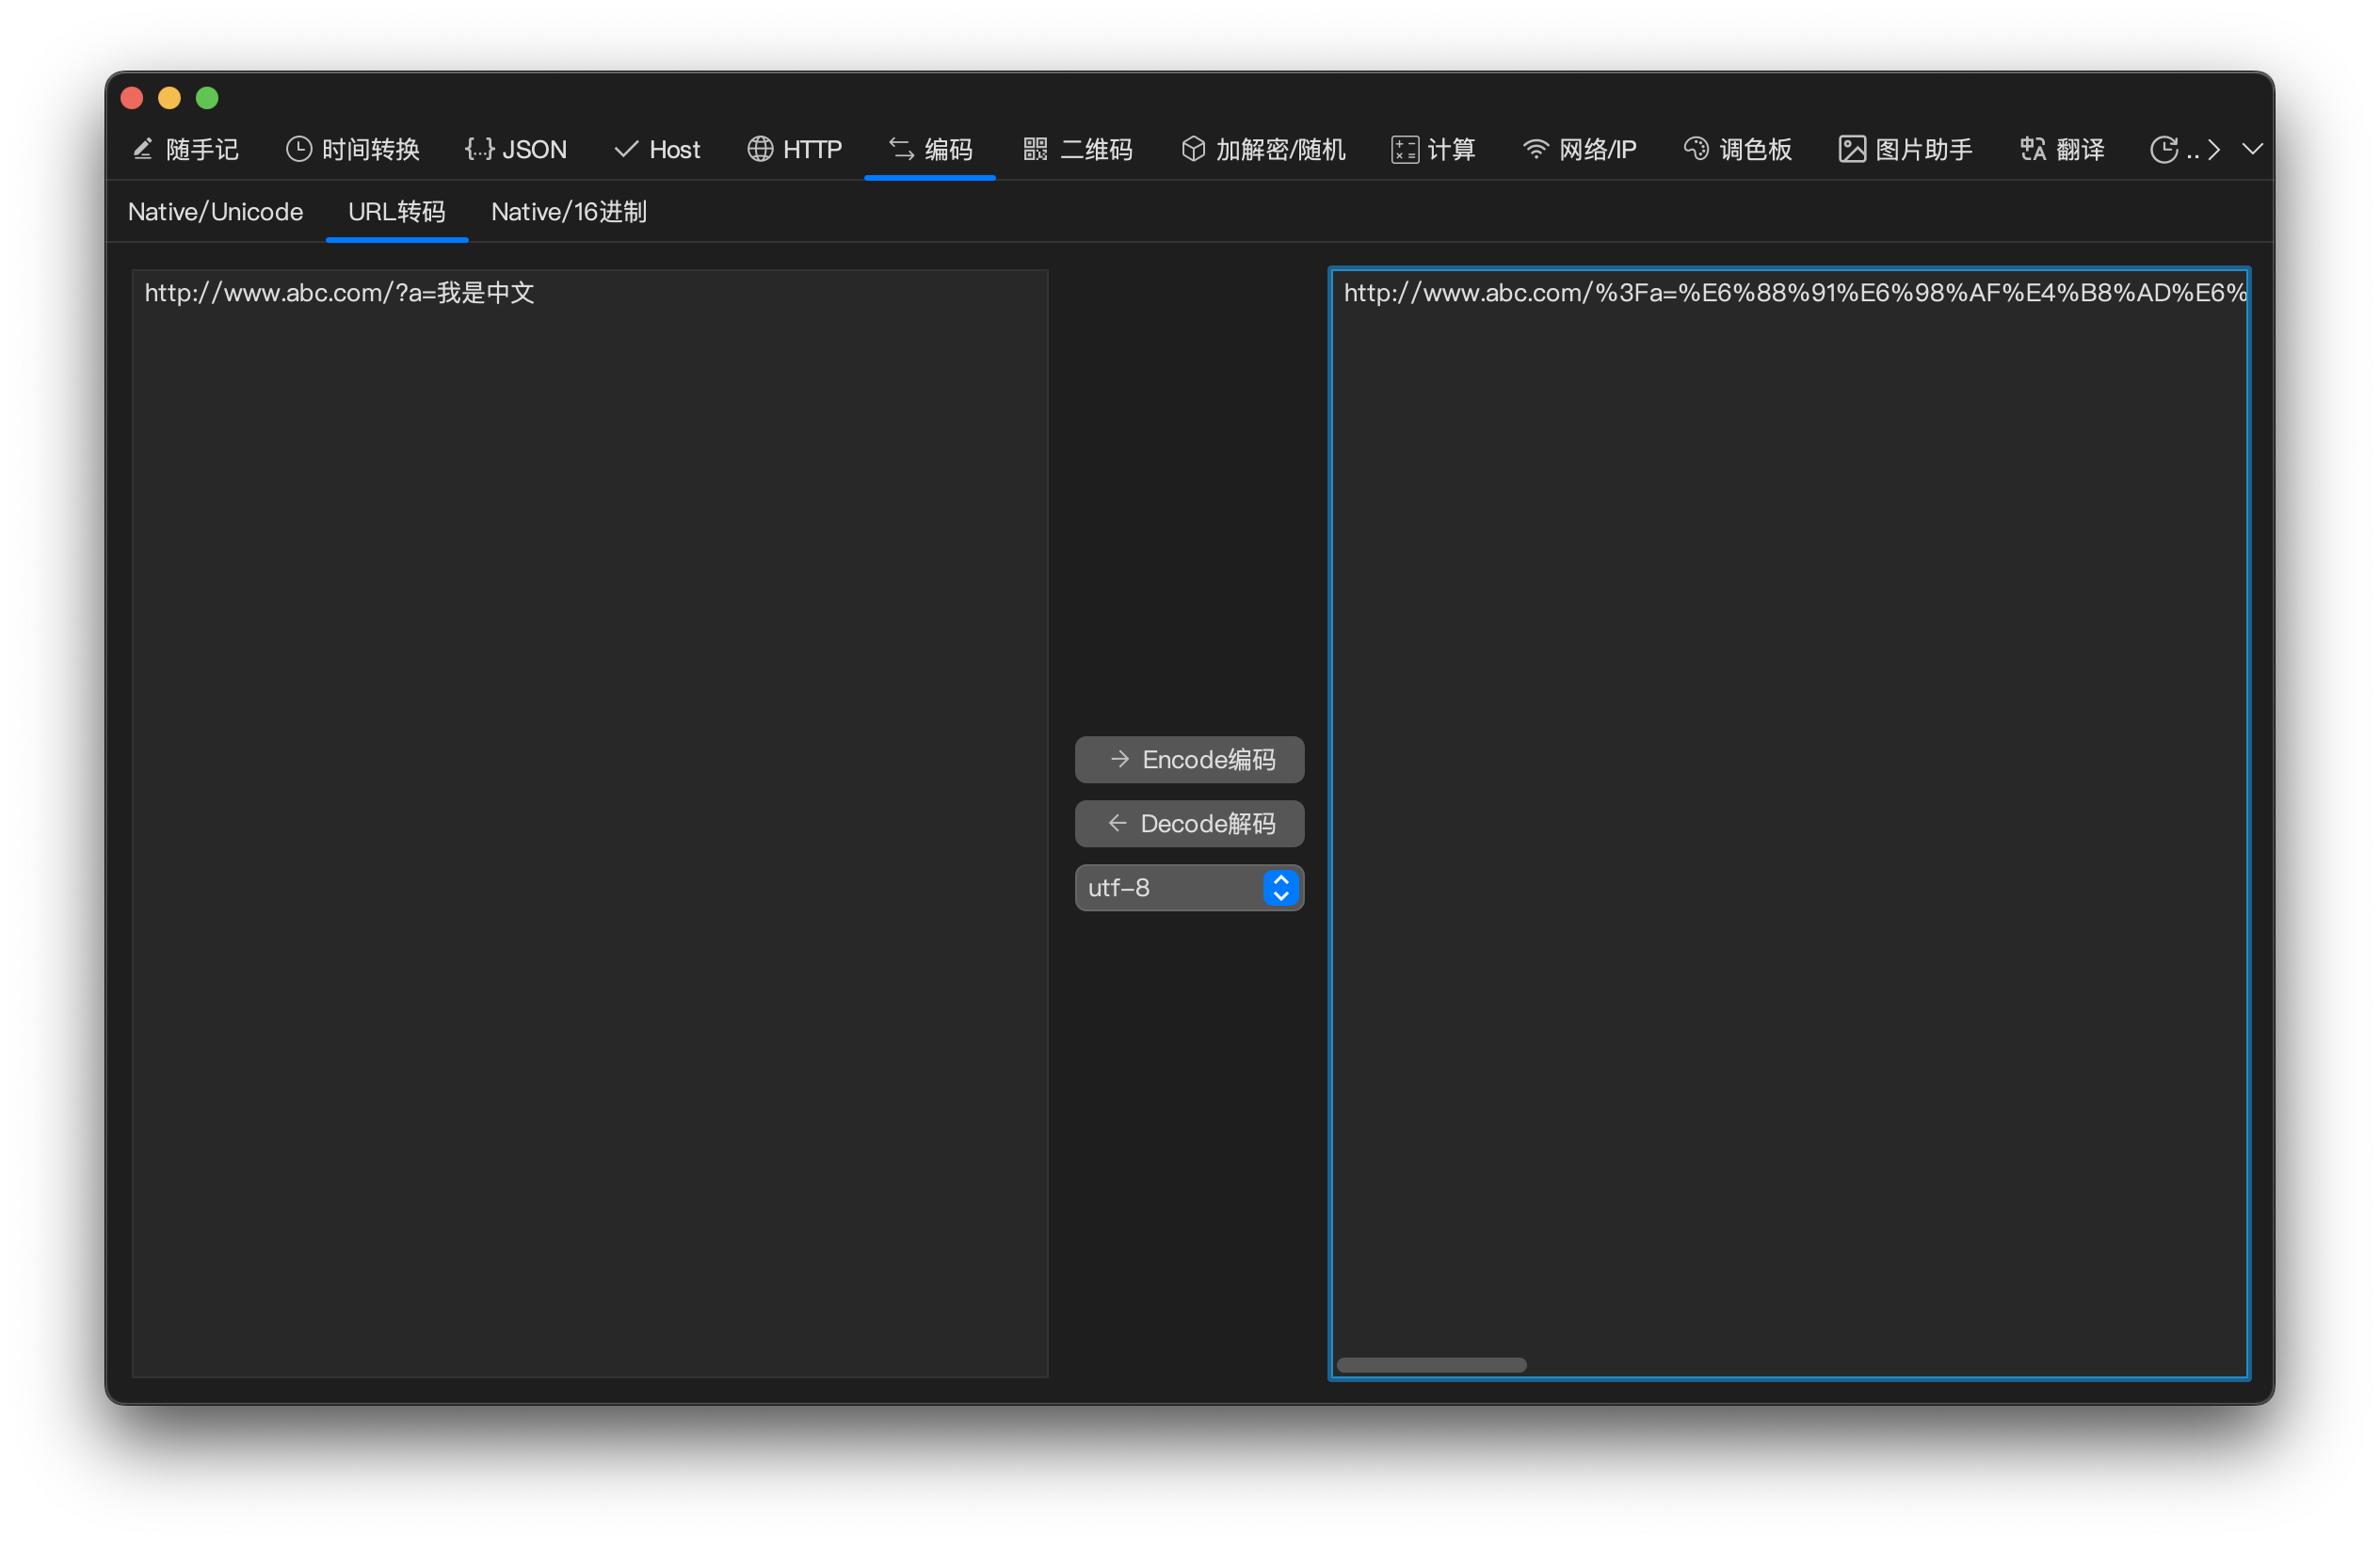 随手记 时间转换 {...} JSON Host HTTP 编码 二维码 加解密/随机 计算 网络/IP 调色板 图片助手 翻译 ..
Native/Unicode URL转码 Native/16进制
http://www.abc.com/?a=我是中文
http://www.abc.com/%3Fa=%E6%88%91%E6%98%AF%E4%B8%AD%E6%
Encode编码
Decode解码
utf-8